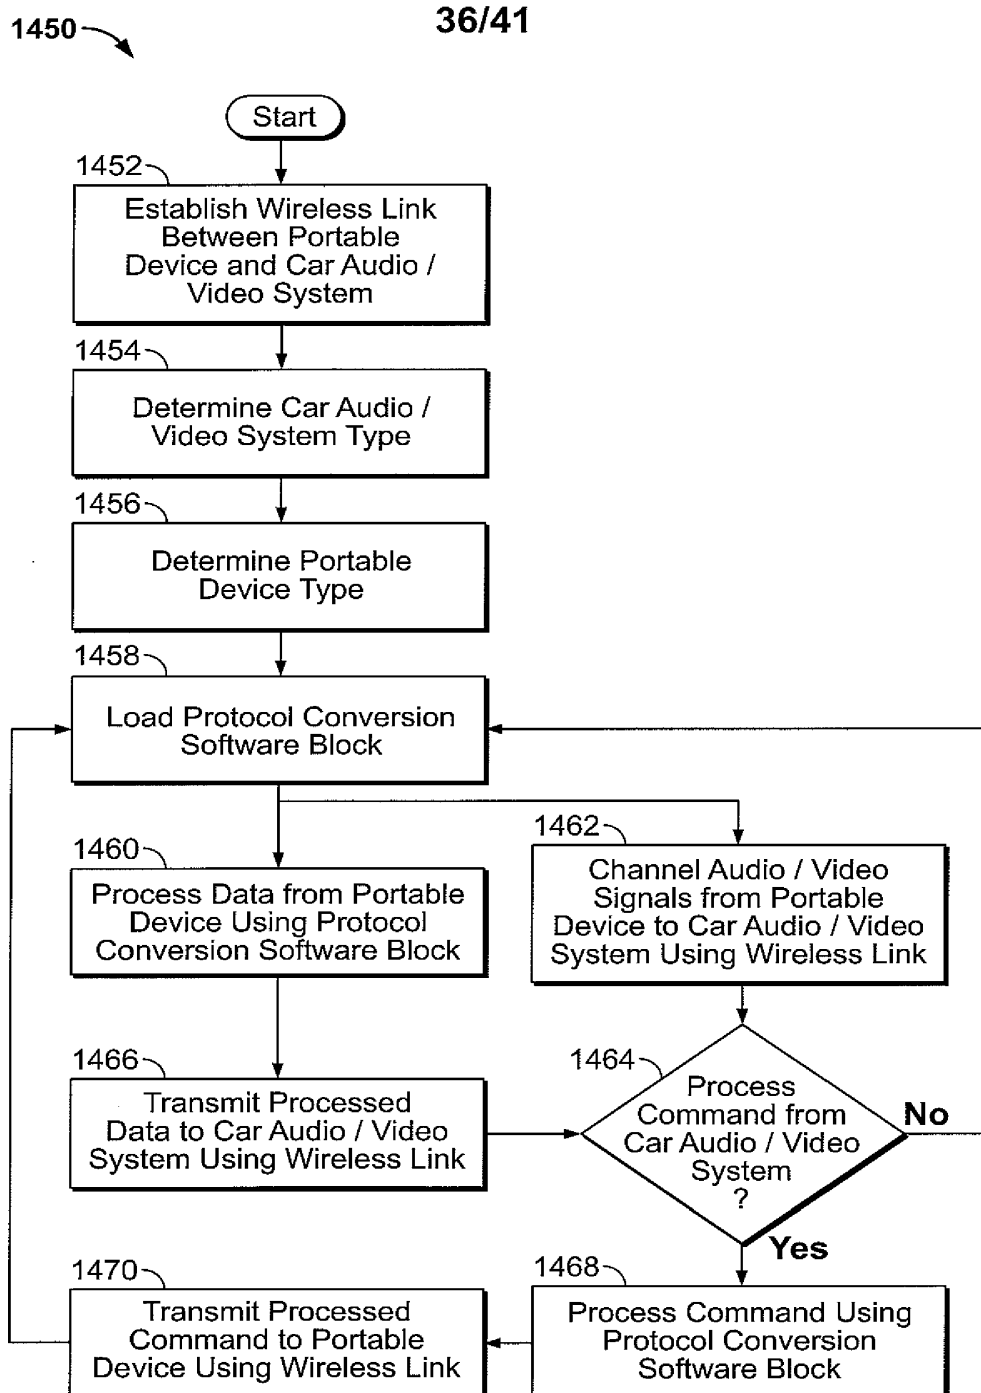 1450
36/41
Start
1452
Establish Wireless Link
Between Portable
Device and Car Audio /
Video System
1454
Determine Car Audio /
Video System Type
1456
Determine Portable
Device Type
1458
Load Protocol Conversion
Software Block
1460
Process Data from Portable
Device Using Protocol
Conversion Software Block
1462
Channel Audio / Video
Signals from Portable
Device to Car Audio / Video
System Using Wireless Link
1466
Transmit Processed
Data to Car Audio / Video
System Using Wireless Link
1464
Process
Command from
Car Audio / Video
System
?
No
Yes
1468
Process Command Using
Protocol Conversion
Software Block
1470
Transmit Processed
Command to Portable
Device Using Wireless Link